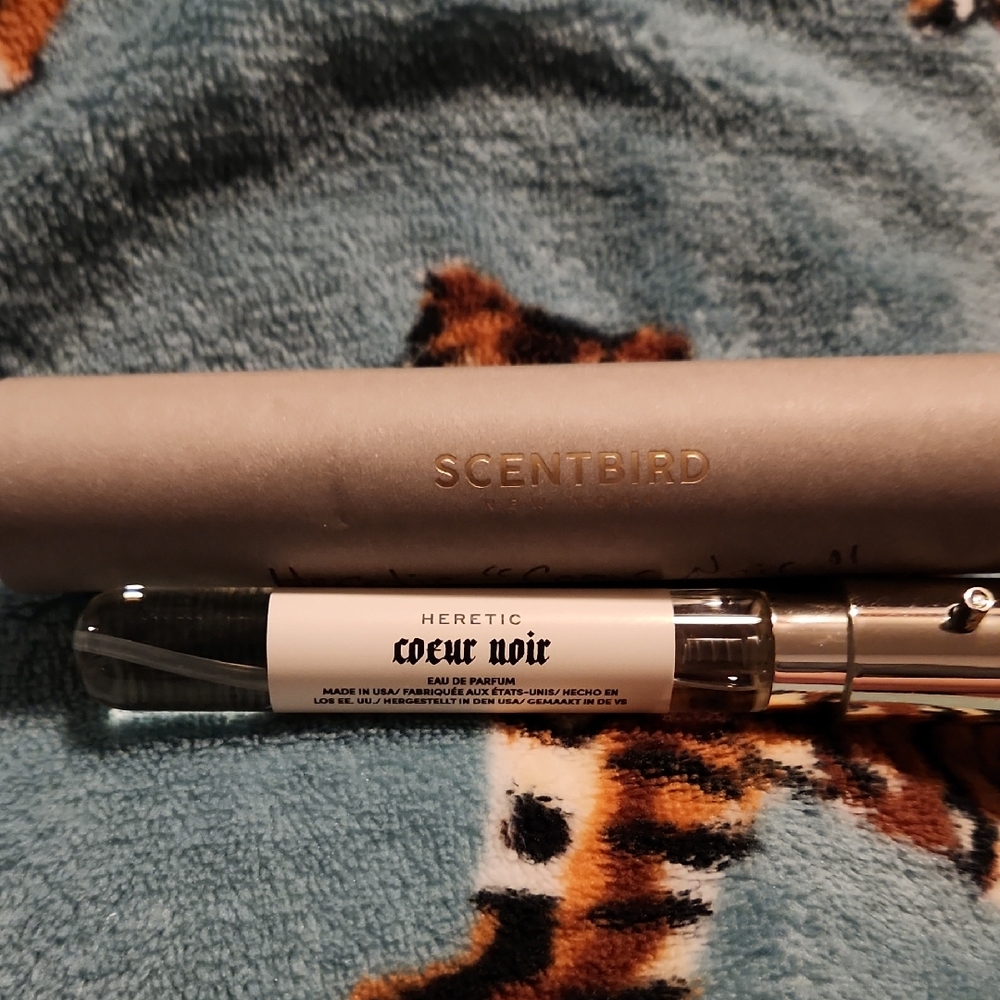 SCENTBIRD
HERETIC
coeur noir
EAU DE PARFUM
MADE IN USA/ FABRIQUÉE AUX ÉTATS-UNIS/ HECHO EN
LOS EE. UU./ HERGESTELLT IN DEN USA/ GEMAAKT IN DE VS